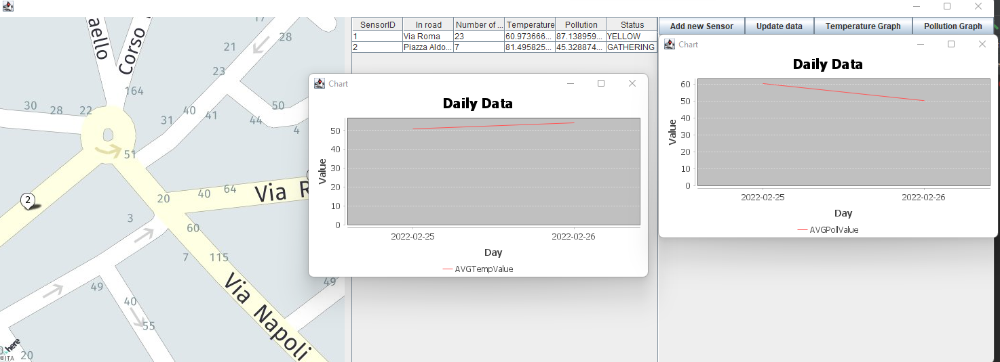 aello
Corso
17
28
21
23
164
30
28
22
40
41
31
50
44
4
51
2
20
40
64
Via R
3
60
7
115
49
40
55
49
Via Napoli
20
here
©ITA
SensorID In road Number of ... Temperature Pollution Status
1 Via Roma 23 60.973666... 87.138959... YELLOW
2 Piazza Aldo... 7 81.495825... 45.328874... GATHERING
Add new Sensor Update data Temperature Graph Pollution Graph
Chart
Daily Data
Value
50
40
30
20
10
0
2022-02-25 2022-02-26
Day
AVGTempValue
Chart
Daily Data
Value
60
50
40
30
20
10
0
2022-02-25 2022-02-26
Day
AVGPollValue